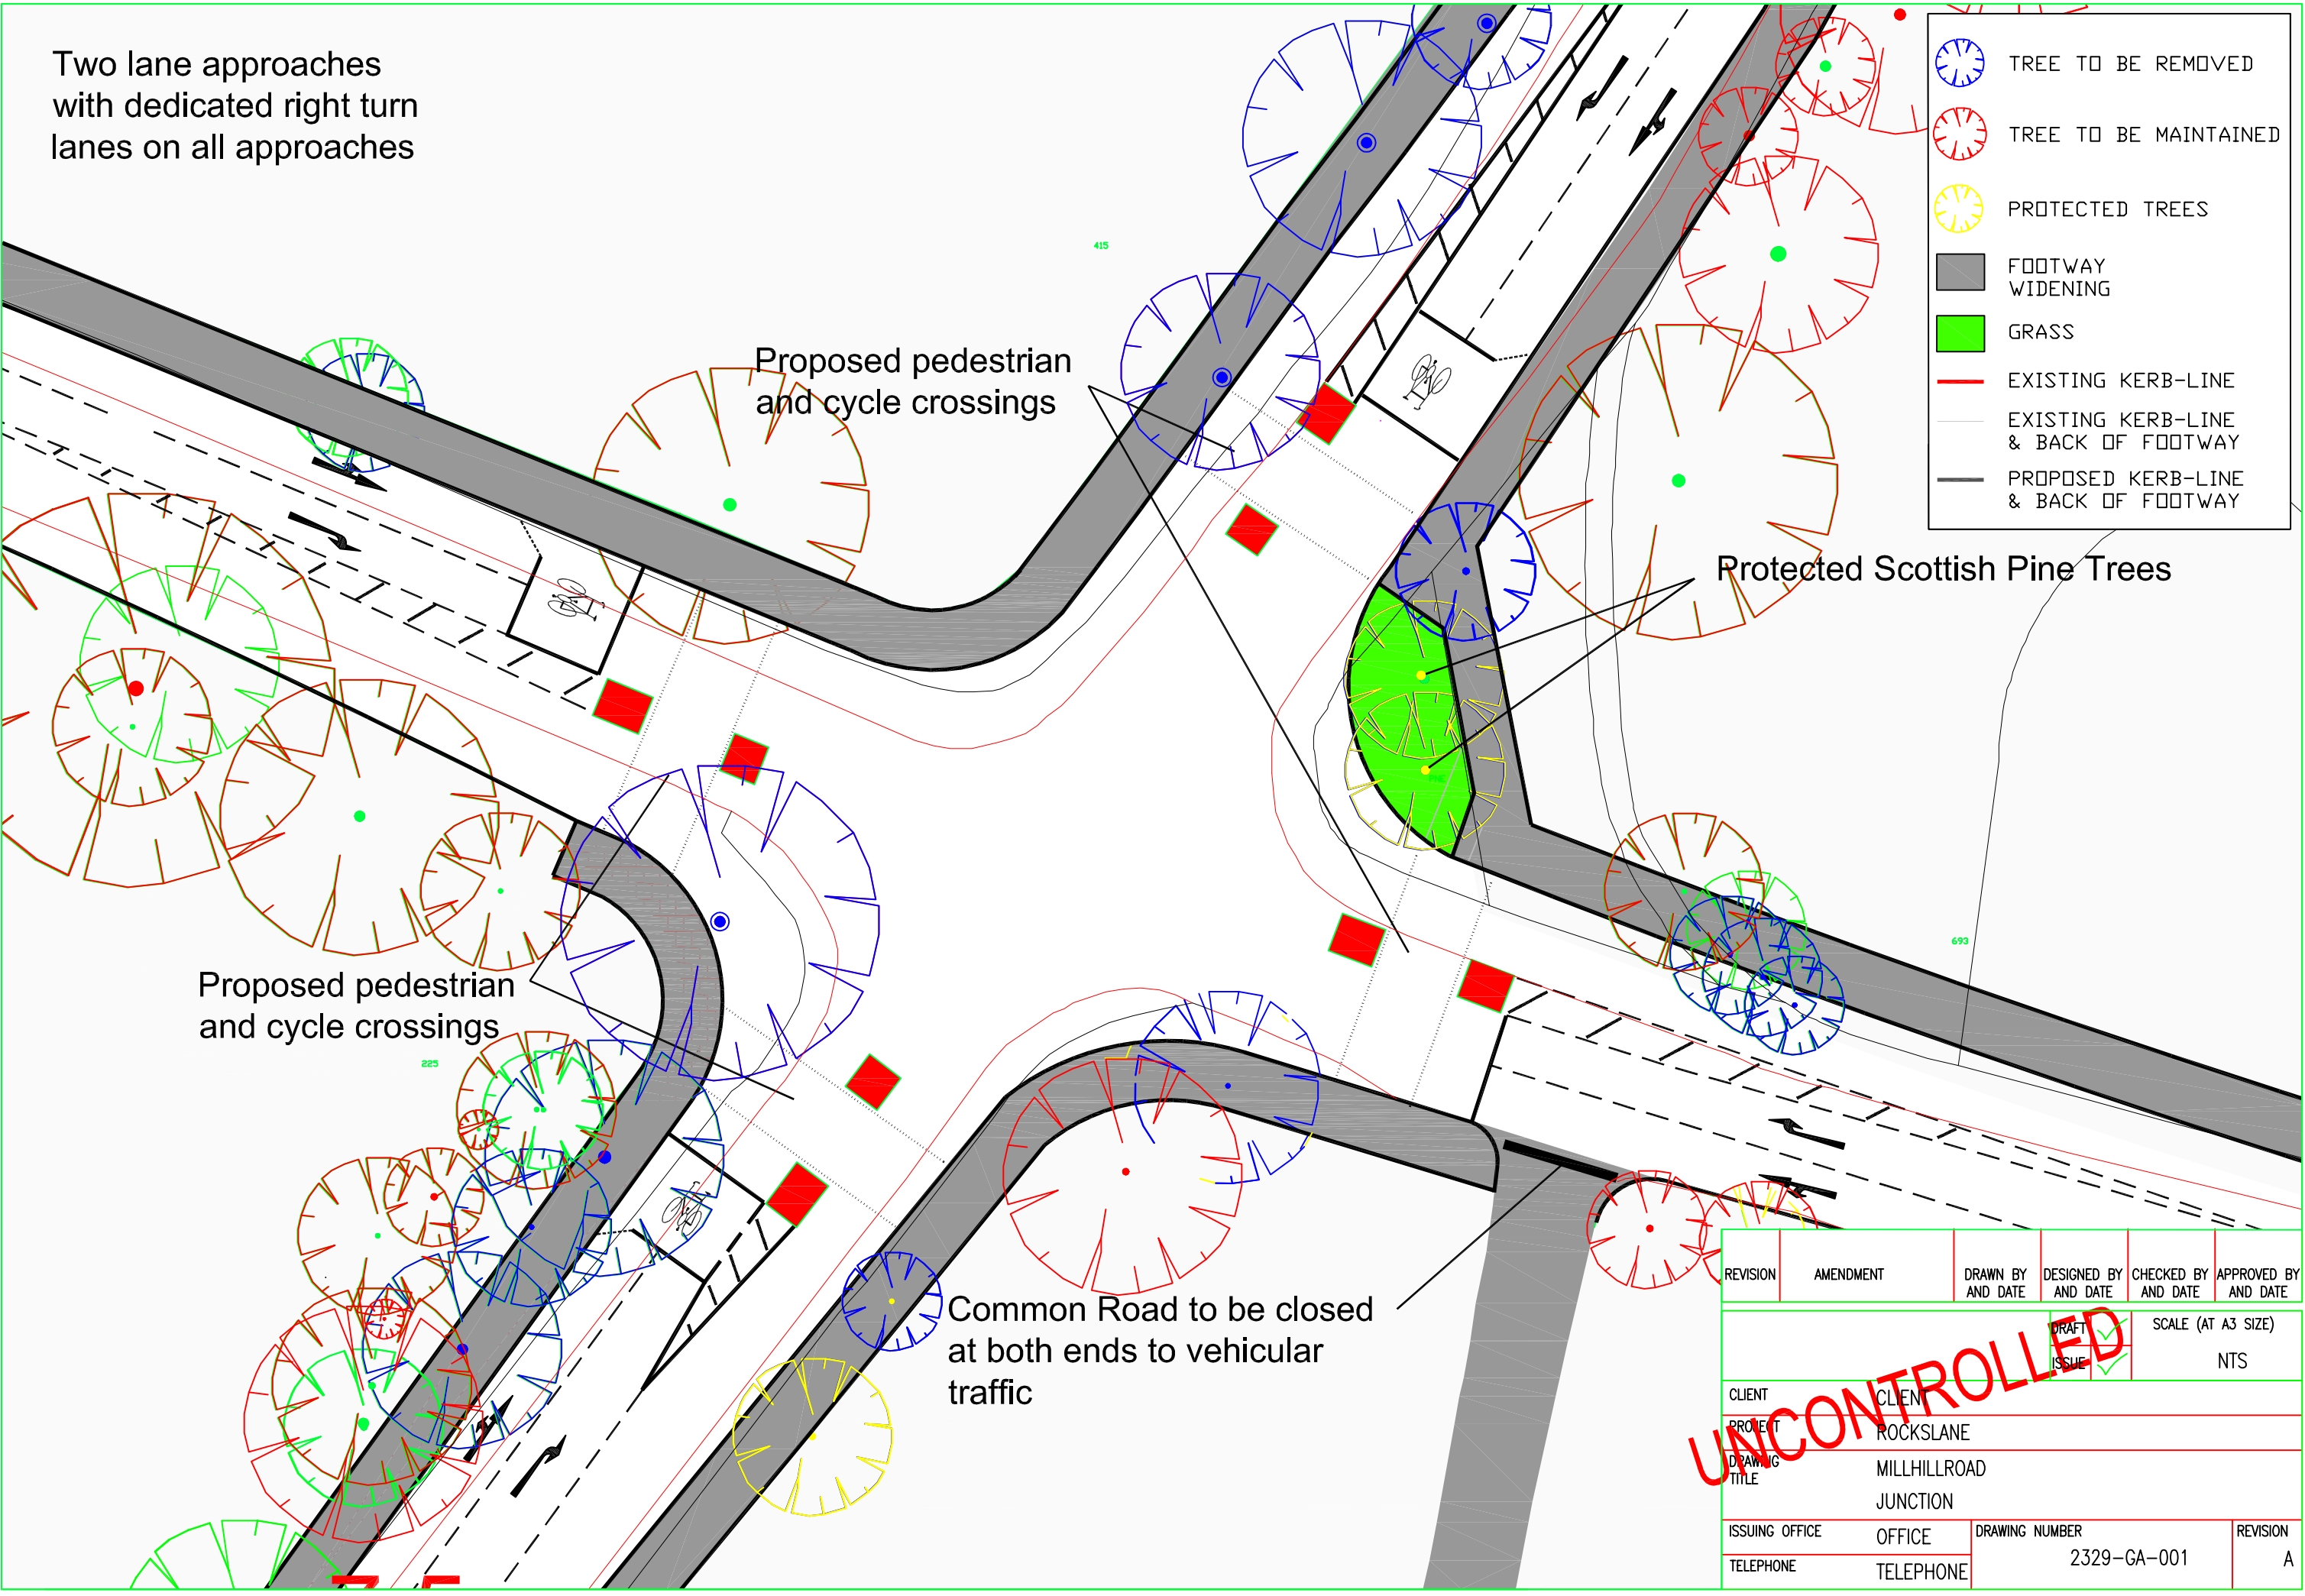 Two lane approaches
with dedicated right turn
lanes on all approaches
TREE TO BE REMOVED
TREE TO BE MAINTAINED
PROTECTED TREES
FOOTWAY
WIDENING
GRASS
EXISTING KERB-LINE
EXISTING KERB-LINE
& BACK OF FOOTWAY
PROPOSED KERB-LINE
& BACK OF FOOTWAY
415
Proposed pedestrian
and cycle crossings
Protected Scottish Pine Trees
693
Proposed pedestrian
and cycle crossings
225
Common Road to be closed
at both ends to vehicular
traffic
REVISION
AMENDMENT
DRAWN BY
AND DATE
DESIGNED BY
AND DATE
CHECKED BY
AND DATE
APPROVED BY
AND DATE
DRAFT
ISSUE
SCALE (AT A3 SIZE)
NTS
UNCONTROLLED
CLIENT
CLIENT
PROJECT
ROCKSLANE
DRAWING
TITLE
MILLHILLROAD
JUNCTION
ISSUING OFFICE
OFFICE
DRAWING NUMBER
2329-GA-001
REVISION
A
TELEPHONE
TELEPHONE